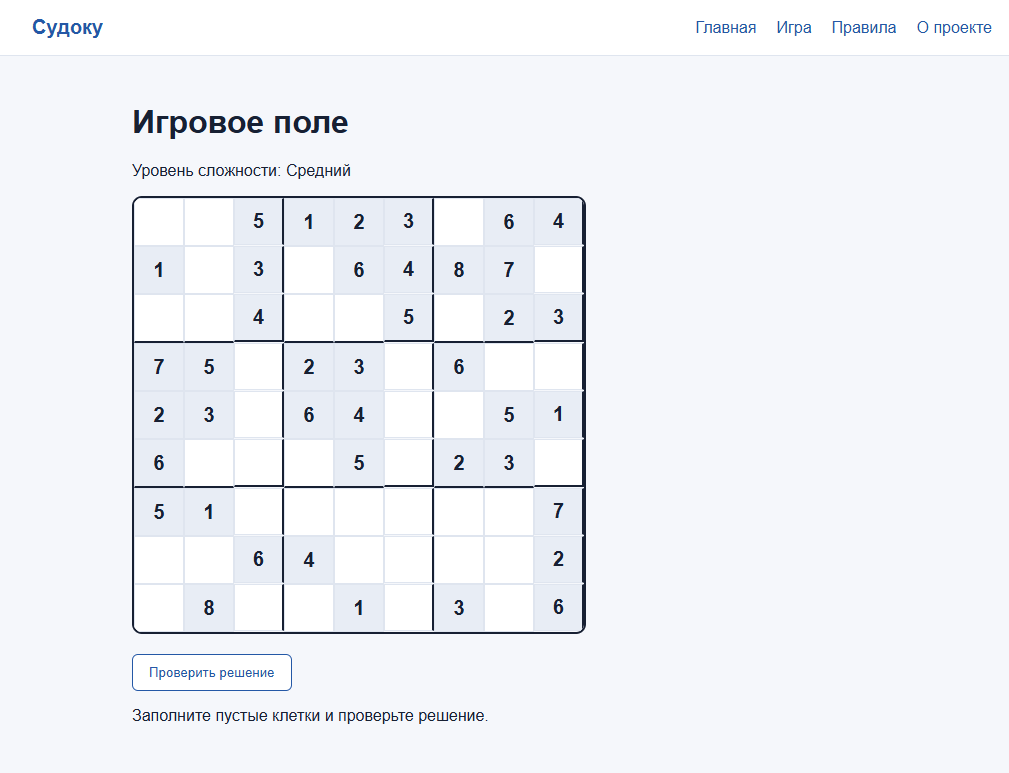 Судоку
Главная Игра Правила О проекте
Игровое поле
Уровень сложности: Средний
5 1 2 3 6 4
1 3 6 4 8 7
4 5 2 3
7 5 2 3 6
2 3 6 4 5 1
6 5 2 3
5 1 7
6 4 2
8 1 3 6
Проверить решение
Заполните пустые клетки и проверьте решение.